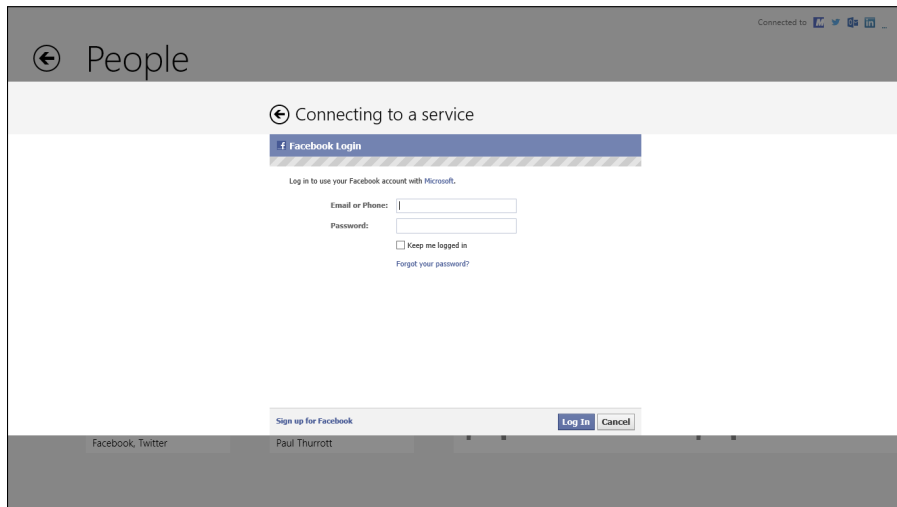 Connected to
People
Connecting to a service
Facebook Login
Log in to use your Facebook account with Microsoft.
Email or Phone:
Password:
Keep me logged in
Forgot your password?
Sign up for Facebook
Log In Cancel
Facebook, Twitter
Paul Thurrott